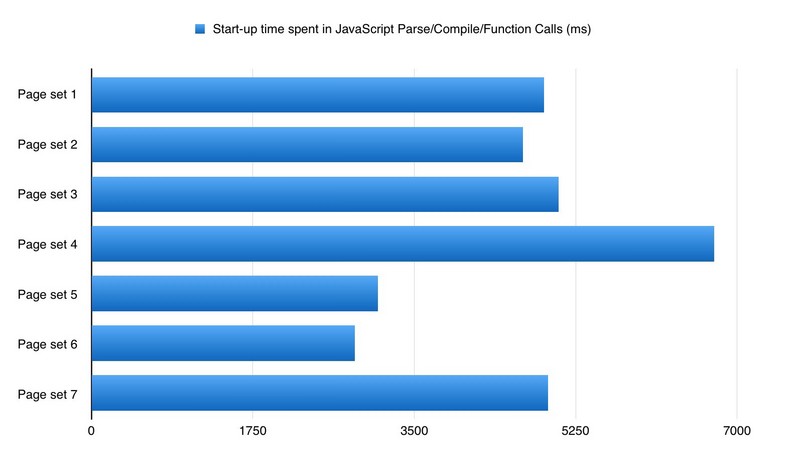 Start-up time spent in JavaScript Parse/Compile/Function Calls (ms)
Page set 1
Page set 2
Page set 3
Page set 4
Page set 5
Page set 6
Page set 7
0 1750 3500 5250 7000